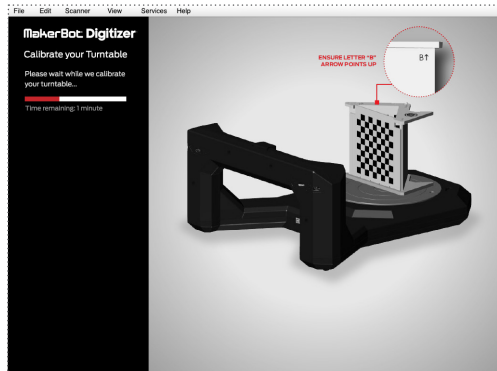 File Edit Scanner View Services Help
MakerBot. Digitizer
Calibrate your Turntable
Please wait while we calibrate
your turntable...
Time remaining: 1 minute
ENSURE LETTER “B”
ARROW POINTS UP
B↑